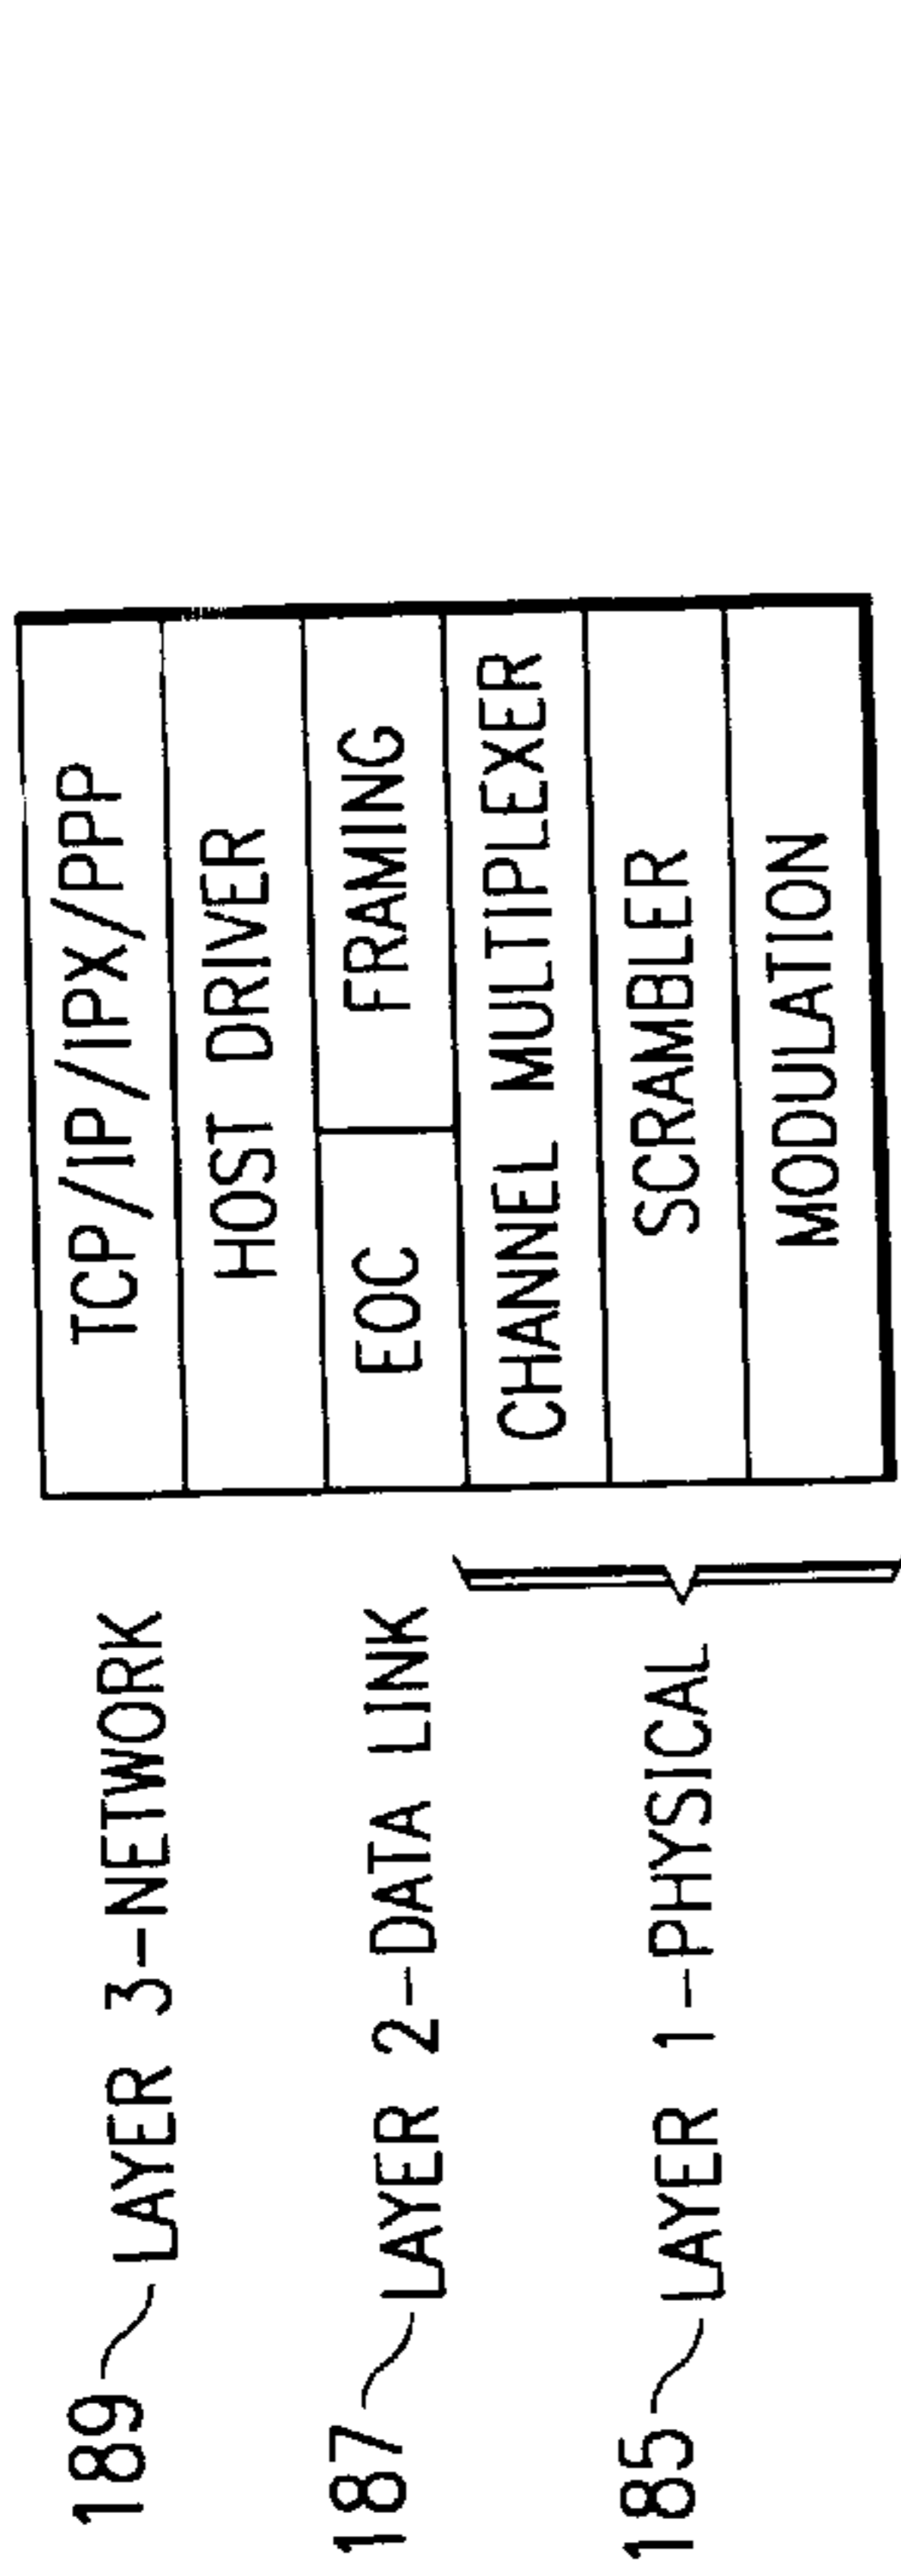 189 LAYER 3-NETWORK TCP/IP/IPX/PPP
HOST DRIVER
187 LAYER 2-DATA LINK EOC FRAMING
CHANNEL MULTIPLEXER
185 LAYER 1-PHYSICAL SCRAMBLER
MODULATION